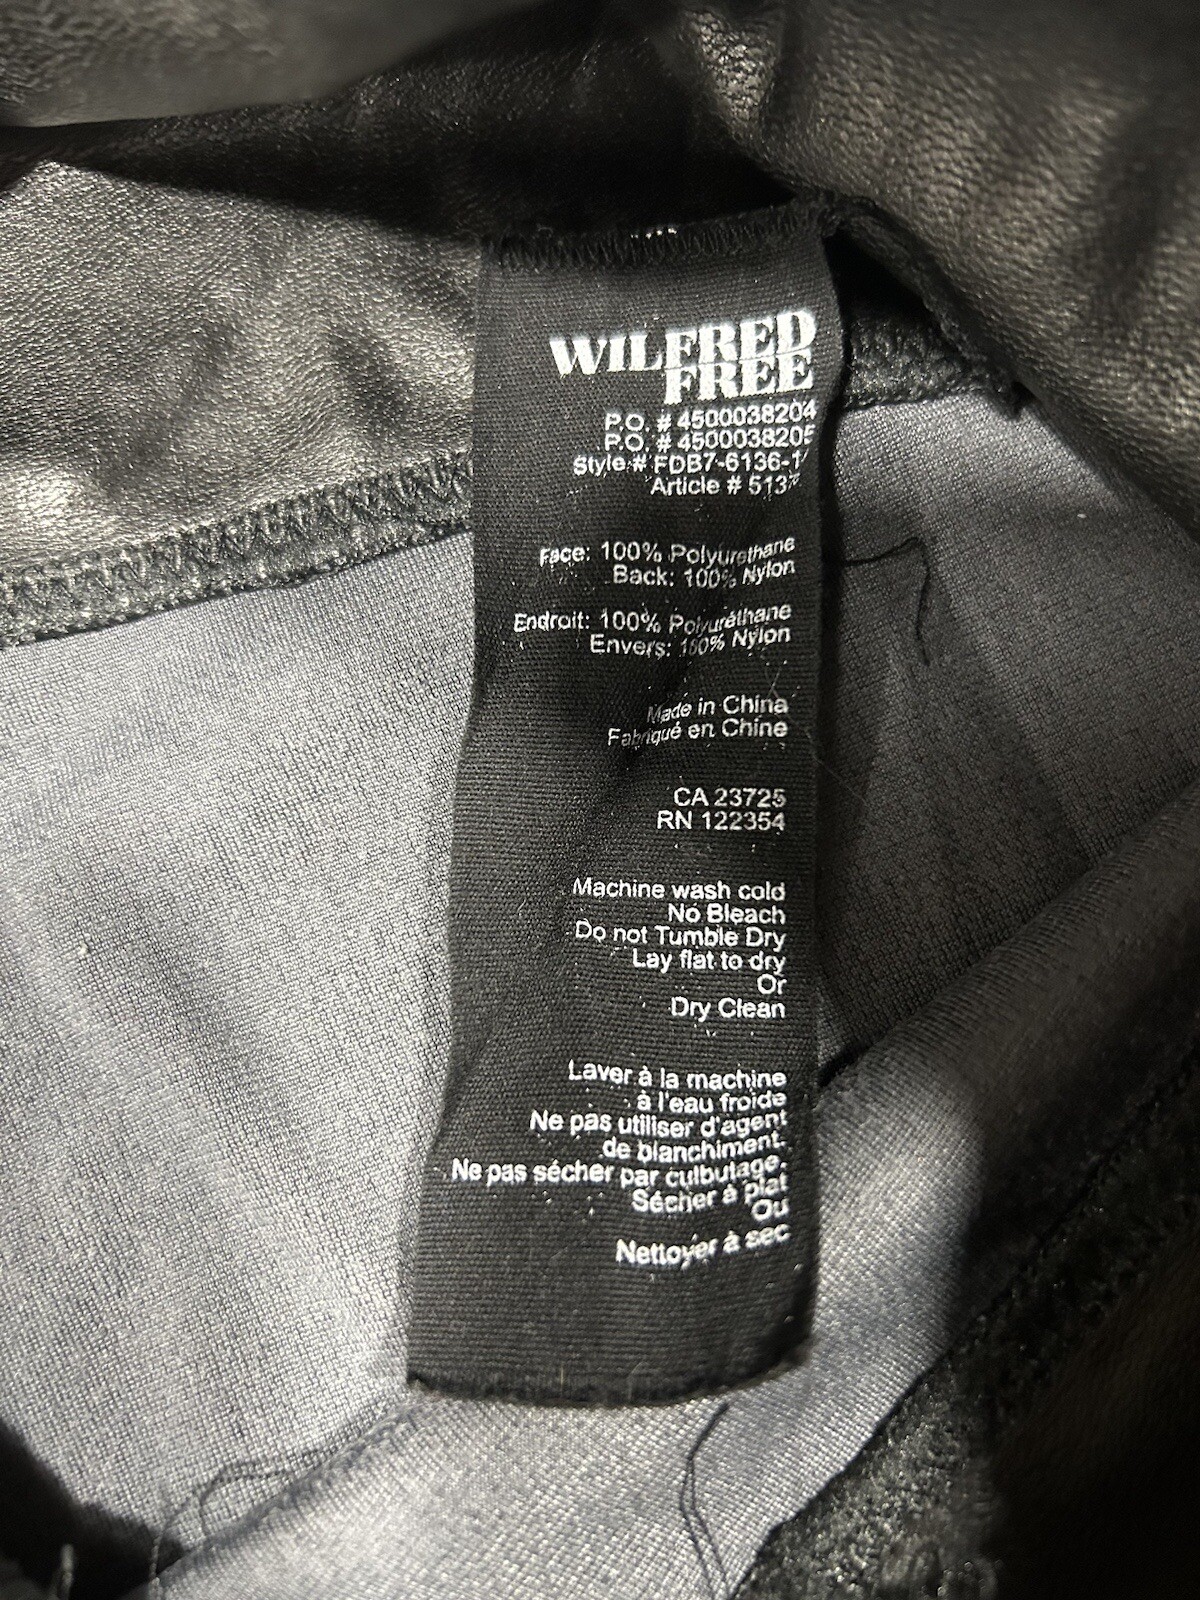 WILFRED
FREE
P.O. # 4500038204
P.O. # 4500038205
Style # FDB7-6136-1
Article # 513
Face: 100% Polyurethane
Back: 100% Nylon
Endroit: 100% Polyuréthane
Envers: 100% Nylon
Made in China
Fabriqué en Chine
CA 23725
RN 122354
Machine wash cold
No Bleach
Do not Tumble Dry
Lay flat to dry
Or
Dry Clean
Laver à la machine
à l'eau froide
Ne pas utiliser d'agent
de blanchiment.
Ne pas sécher par culbutage.
Sécher à plat
Ou
Nettoyer à sec